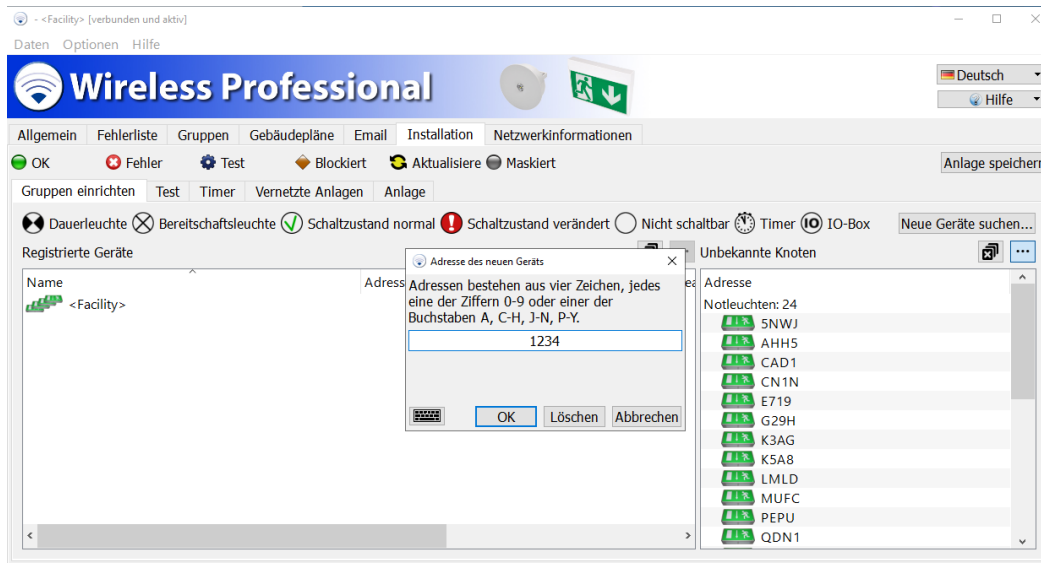 - <Facility> [verbunden und aktiv]
Daten Optionen Hilfe
Wireless Professional
Deutsch
Hilfe
Allgemein Fehlerliste Gruppen Gebäudepläne Email Installation Netzwerkinformationen
OK Fehler Test Blockiert Aktualisiere Maskiert Anlage speichern
Gruppen einrichten Test Timer Vernetzte Anlagen Anlage
Dauerleuchte Bereitschaftsleuchte Schaltzustand normal Schaltzustand verändert Nicht schaltbar Timer IO IO-Box Neue Geräte suchen...
Registrierte Geräte
Name Adress
<Facility>
Adresse des neuen Geräts
Adressen bestehen aus vier Zeichen, jedes
eine der Ziffern 0-9 oder einer der
Buchstaben A, C-H, J-N, P-Y.
1234
OK Löschen Abbrechen
Unbekannte Knoten
Adresse
Notleuchten: 24
5NWJ
AHH5
CAD1
CN1N
E719
G29H
K3AG
K5A8
LMLD
MUFC
PEPU
QDN1